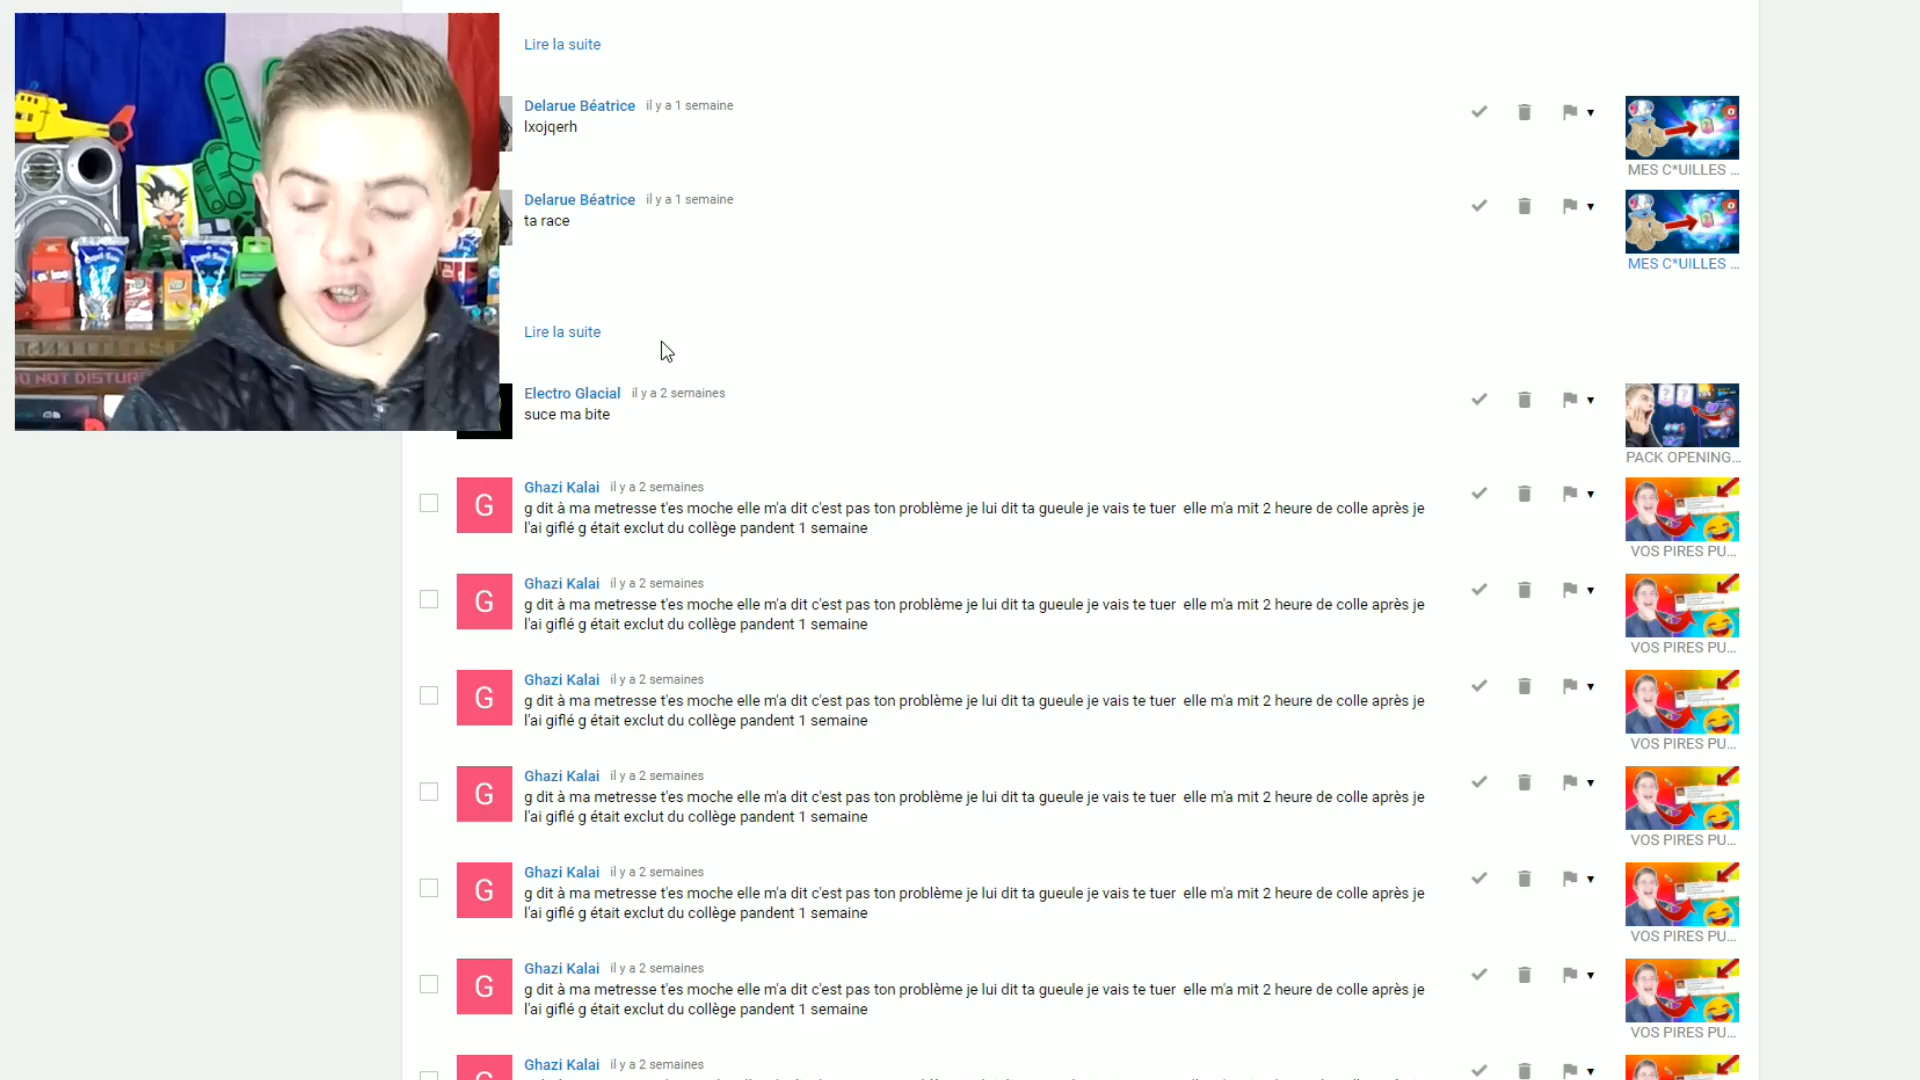 Lire la suite
Delarue Béatrice il y a 1 semaine
lxojqerh
MES C*UILLES ...
Delarue Béatrice il y a 1 semaine
ta race
MES C*UILLES ...
Lire la suite
Electro Glacial il y a 2 semaines
suce ma bite
PACK OPENING...
G
Ghazi Kalai il y a 2 semaines
g dit à ma metresse t'es moche elle m'a dit c'est pas ton problème je lui dit ta gueule je vais te tuer  elle m'a mit 2 heure de colle après je
l'ai giflé g était exclut du collège pandent 1 semaine
VOS PIRES PU...
G
Ghazi Kalai il y a 2 semaines
g dit à ma metresse t'es moche elle m'a dit c'est pas ton problème je lui dit ta gueule je vais te tuer  elle m'a mit 2 heure de colle après je
l'ai giflé g était exclut du collège pandent 1 semaine
VOS PIRES PU...
G
Ghazi Kalai il y a 2 semaines
g dit à ma metresse t'es moche elle m'a dit c'est pas ton problème je lui dit ta gueule je vais te tuer  elle m'a mit 2 heure de colle après je
l'ai giflé g était exclut du collège pandent 1 semaine
VOS PIRES PU...
G
Ghazi Kalai il y a 2 semaines
g dit à ma metresse t'es moche elle m'a dit c'est pas ton problème je lui dit ta gueule je vais te tuer  elle m'a mit 2 heure de colle après je
l'ai giflé g était exclut du collège pandent 1 semaine
VOS PIRES PU...
G
Ghazi Kalai il y a 2 semaines
g dit à ma metresse t'es moche elle m'a dit c'est pas ton problème je lui dit ta gueule je vais te tuer  elle m'a mit 2 heure de colle après je
l'ai giflé g était exclut du collège pandent 1 semaine
VOS PIRES PU...
G
Ghazi Kalai il y a 2 semaines
g dit à ma metresse t'es moche elle m'a dit c'est pas ton problème je lui dit ta gueule je vais te tuer  elle m'a mit 2 heure de colle après je
l'ai giflé g était exclut du collège pandent 1 semaine
VOS PIRES PU...
Ghazi Kalai il y a 2 semaines
DO NOT DISTUR